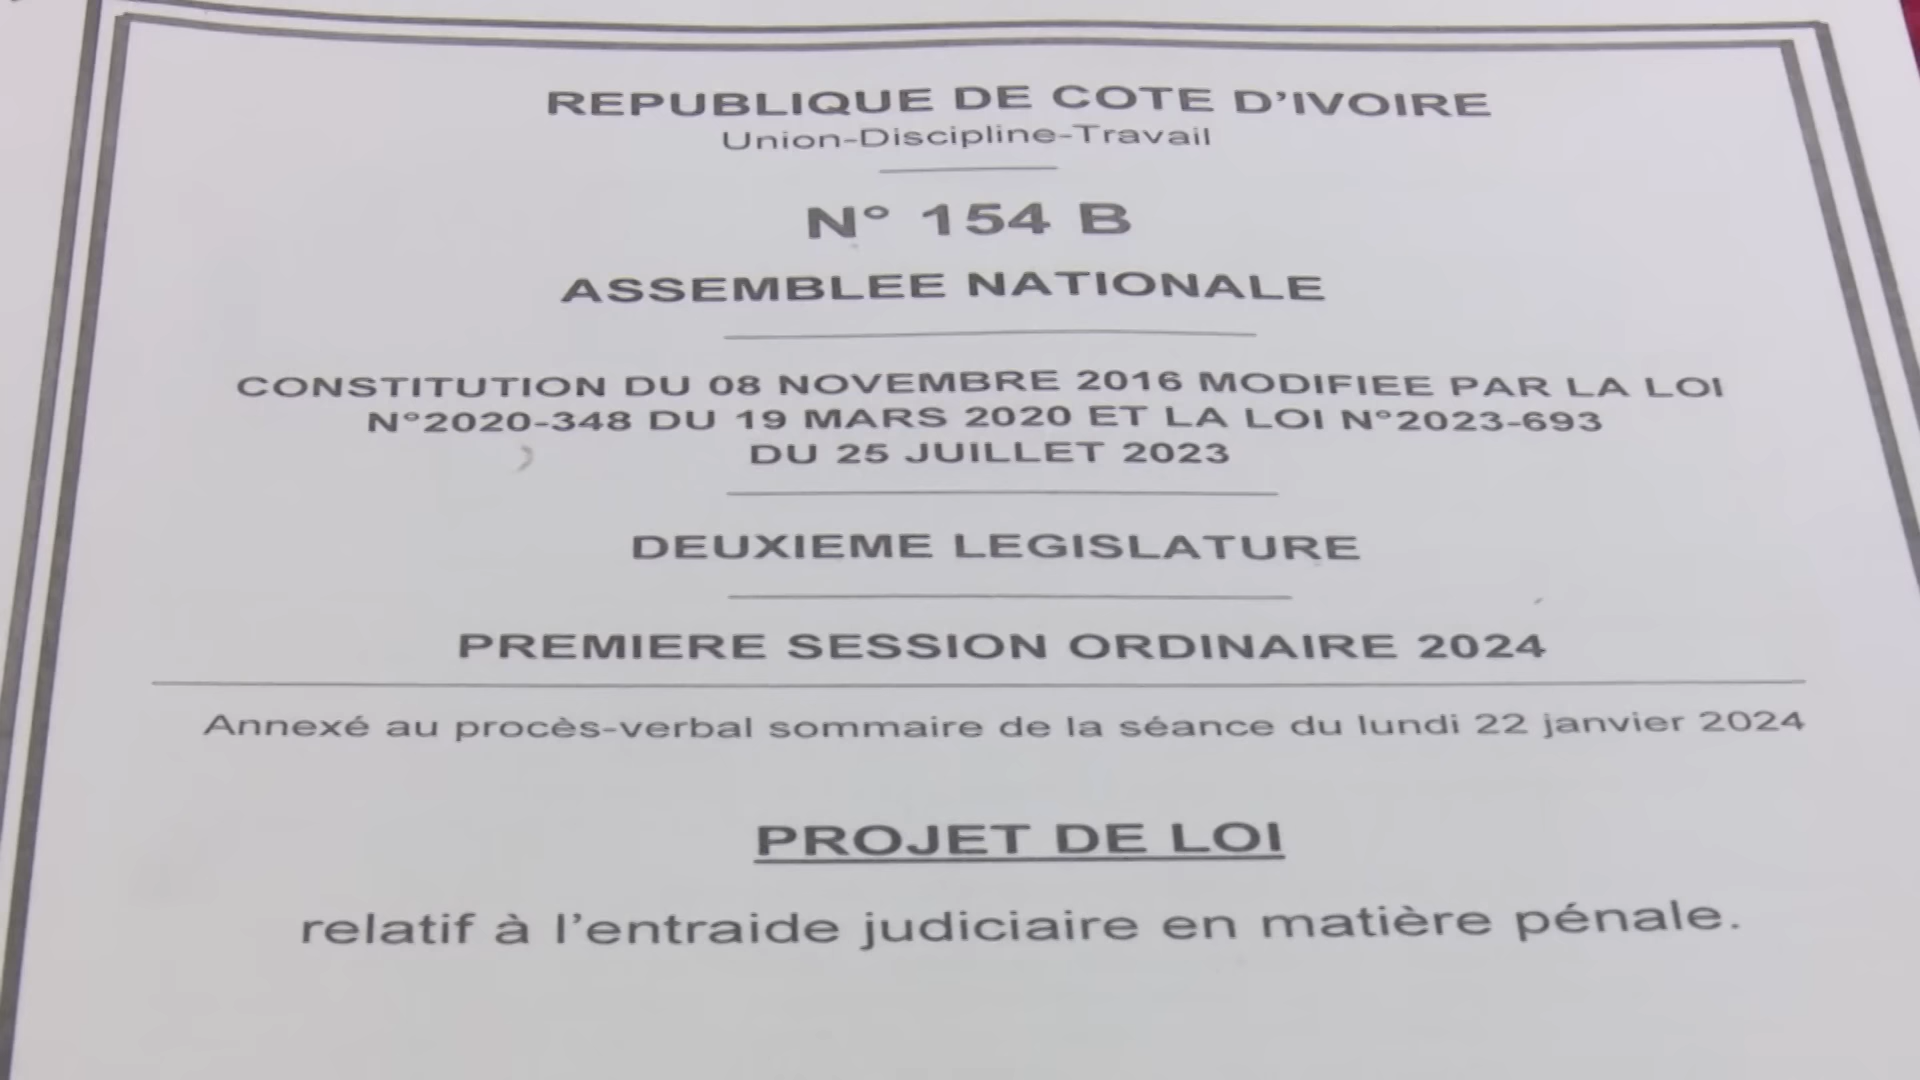 REPUBLIQUE DE COTE D'IVOIRE
Union-Discipline-Travail
N° 154 B
ASSEMBLEE NATIONALE
CONSTITUTION DU 08 NOVEMBRE 2016 MODIFIEE PAR LA LOI
N°2020-348 DU 19 MARS 2020 ET LA LOI N°2023-693
DU 25 JUILLET 2023
DEUXIEME LEGISLATURE
PREMIERE SESSION ORDINAIRE 2024
Annexé au procès-verbal sommaire de la séance du lundi 22 janvier 2024
PROJET DE LOI
relatif à l'entraide judiciaire en matière pénale.